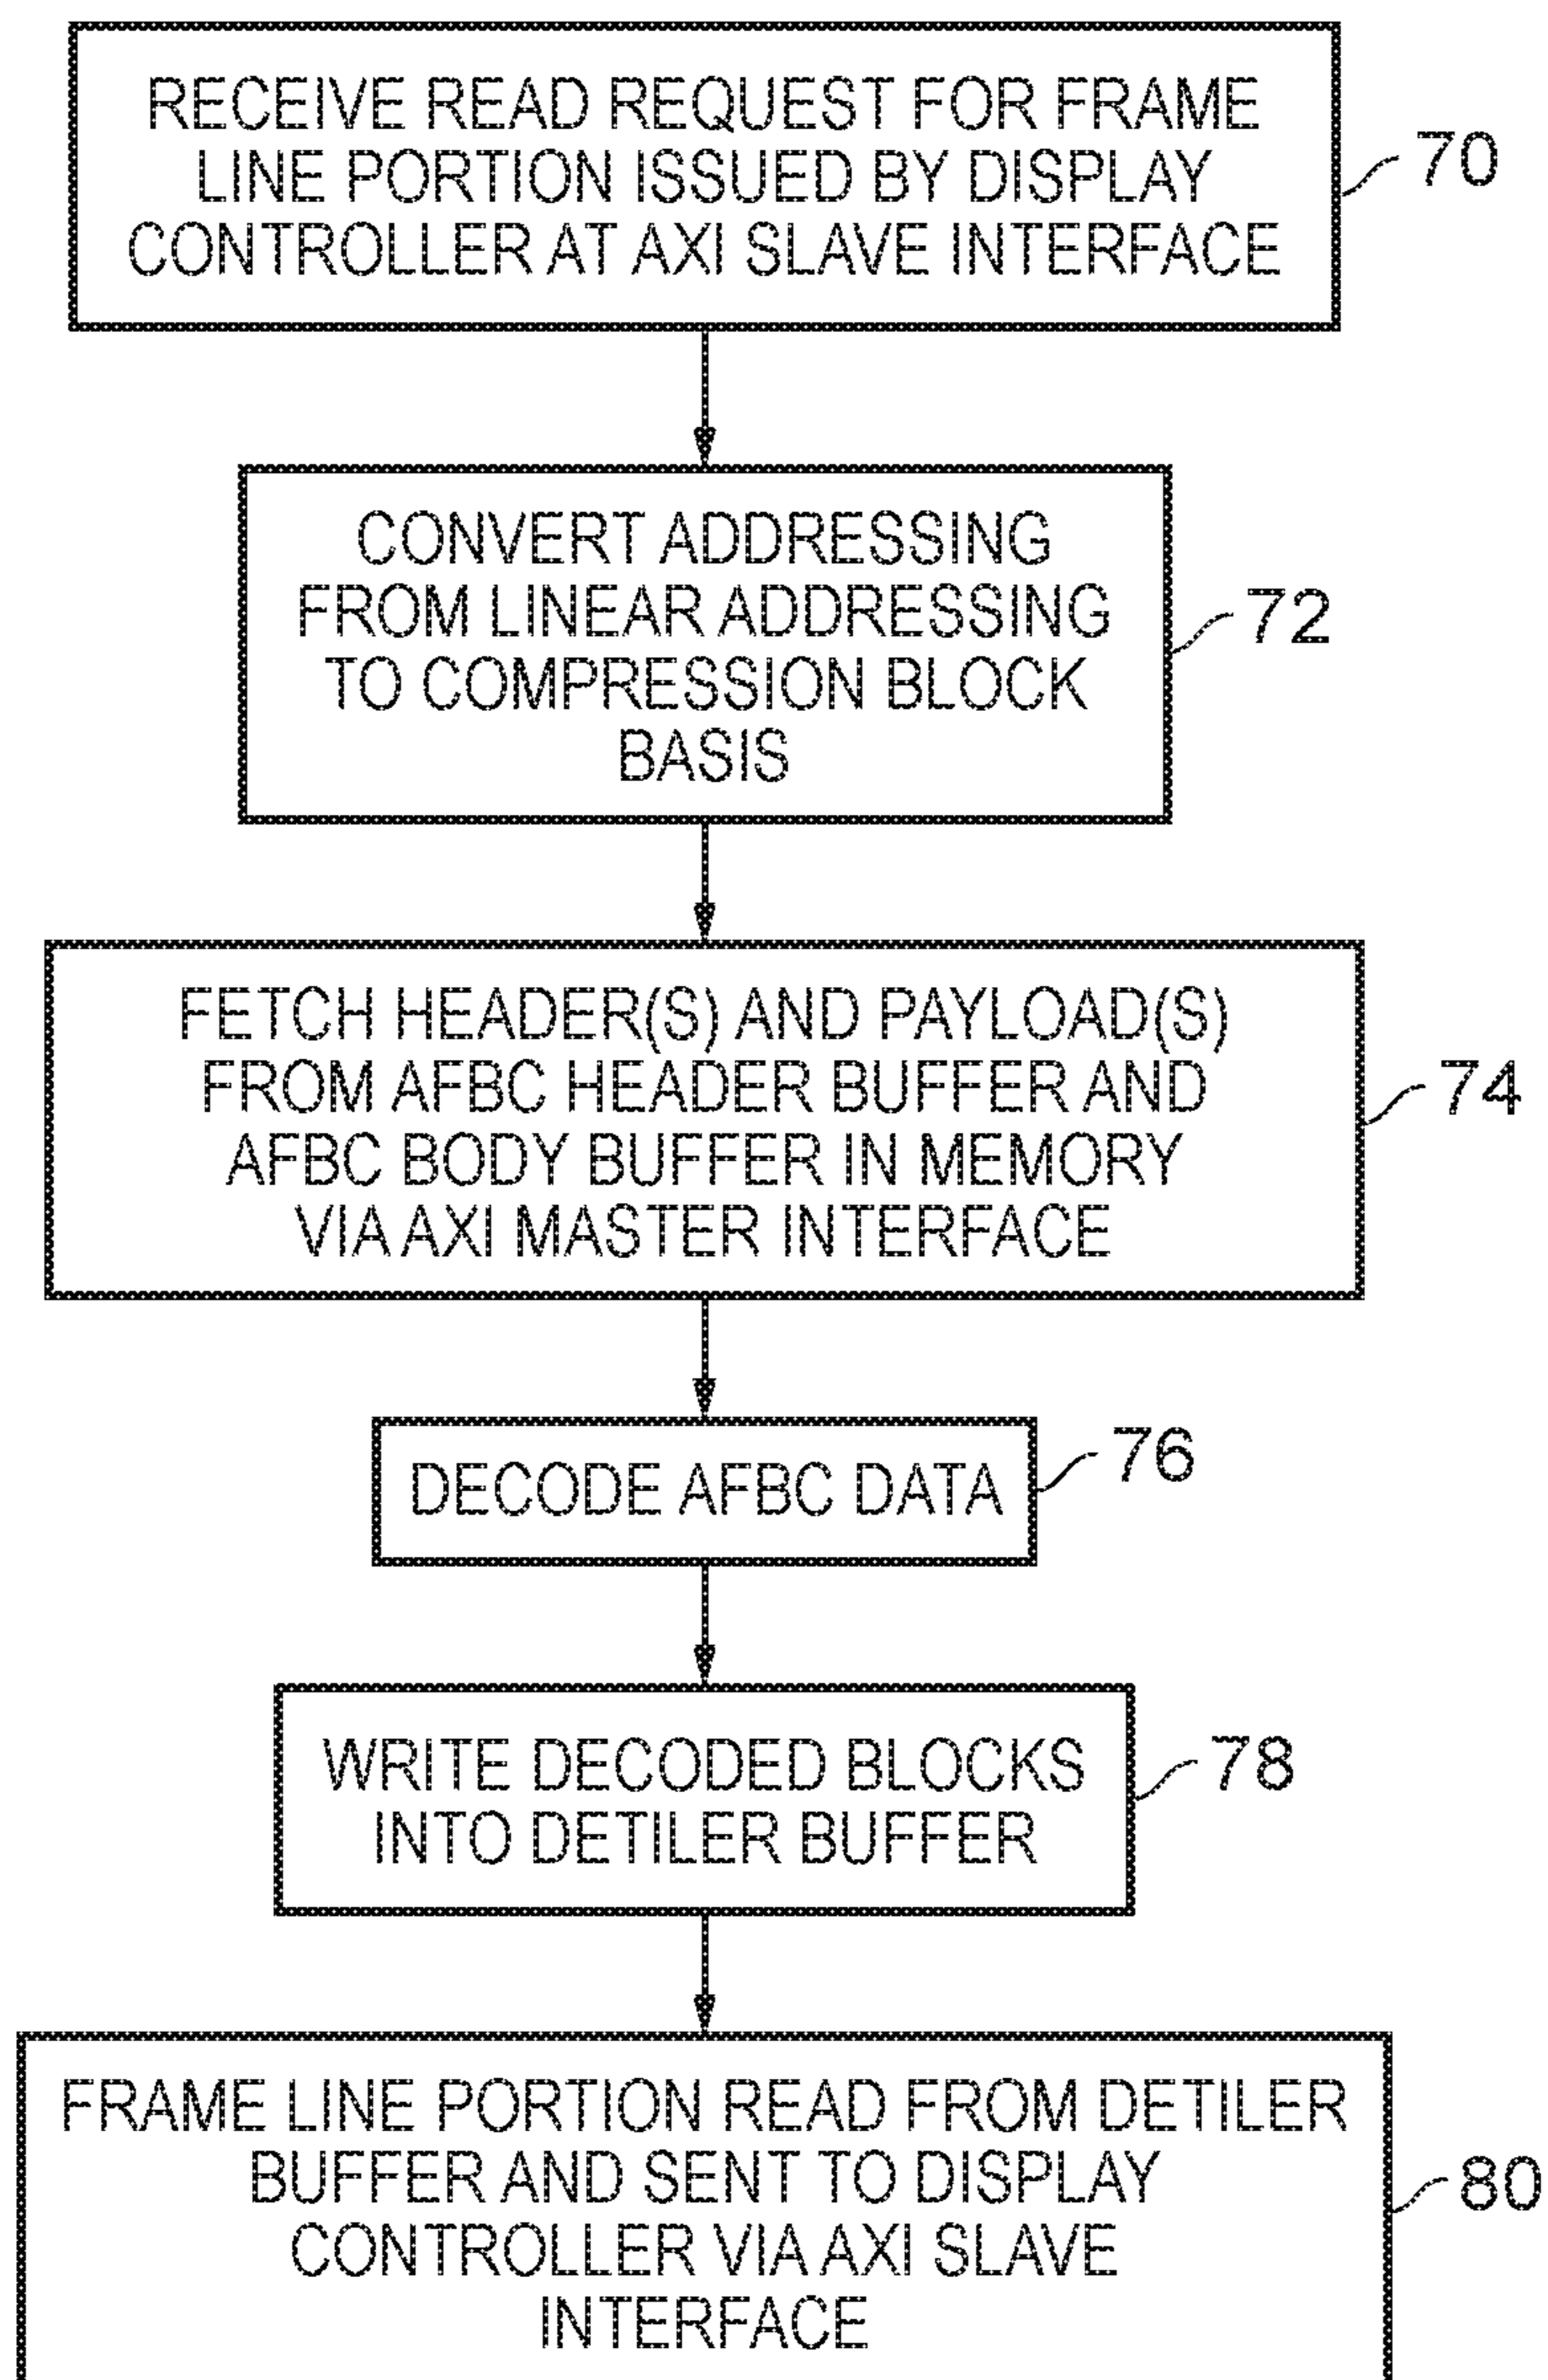 RECEIVE READ REQUEST FOR FRAME
LINE PORTION ISSUED BY DISPLAY
CONTROLLER AT AXI SLAVE INTERFACE
70
CONVERT ADDRESSING
FROM LINEAR ADDRESSING
TO COMPRESSION BLOCK
BASIS
72
FETCH HEADER(S) AND PAYLOAD(S)
FROM AFBC HEADER BUFFER AND
AFBC BODY BUFFER IN MEMORY
VIA AXI MASTER INTERFACE
74
DECODE AFBC DATA
76
WRITE DECODED BLOCKS
INTO DETILER BUFFER
78
FRAME LINE PORTION READ FROM DETILER
BUFFER AND SENT TO DISPLAY
CONTROLLER VIA AXI SLAVE
INTERFACE
80